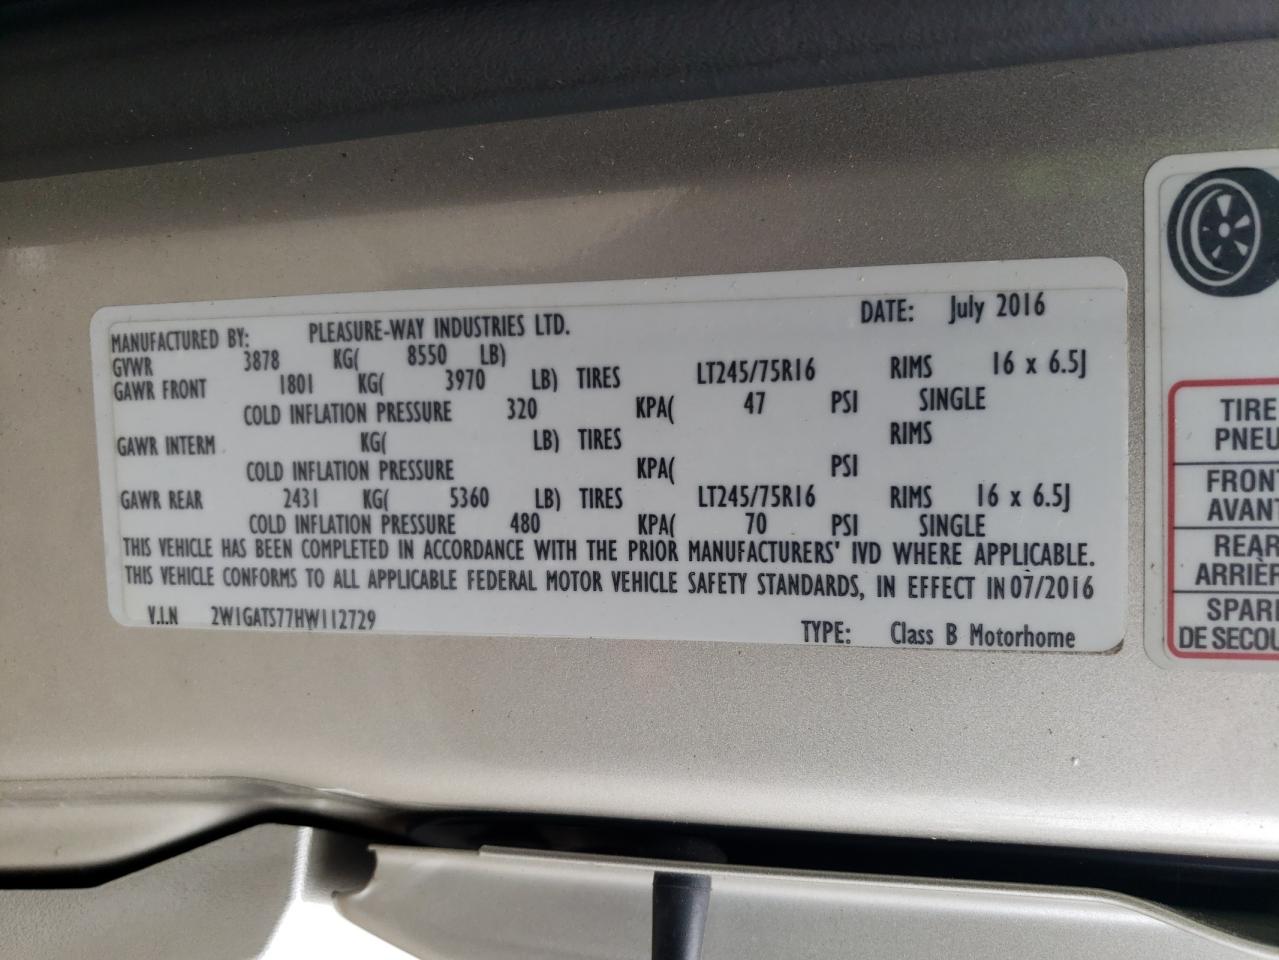 MANUFACTURED BY: PLEASURE-WAY INDUSTRIES LTD. DATE: July 2016
GVWR 3878 KG( 8550 LB)
GAWR FRONT 1801 KG( 3970 LB) TIRES LT245/75R16 RIMS 16 x 6.5J
COLD INFLATION PRESSURE 320 KPA( 47 PSI SINGLE
GAWR INTERM KG( LB) TIRES RIMS
COLD INFLATION PRESSURE KPA( PSI
GAWR REAR 2431 KG( 5360 LB) TIRES LT245/75R16 RIMS 16 x 6.5J
COLD INFLATION PRESSURE 480 KPA( 70 PSI SINGLE
THIS VEHICLE HAS BEEN COMPLETED IN ACCORDANCE WITH THE PRIOR MANUFACTURERS' IVD WHERE APPLICABLE.
THIS VEHICLE CONFORMS TO ALL APPLICABLE FEDERAL MOTOR VEHICLE SAFETY STANDARDS, IN EFFECT IN 07/2016
V.I.N 2W1GATS77HW112729 TYPE: Class B Motorhome
TIRE
PNEU
FRONT
AVANT
REAR
ARRIÈR
SPAR
DE SECOU